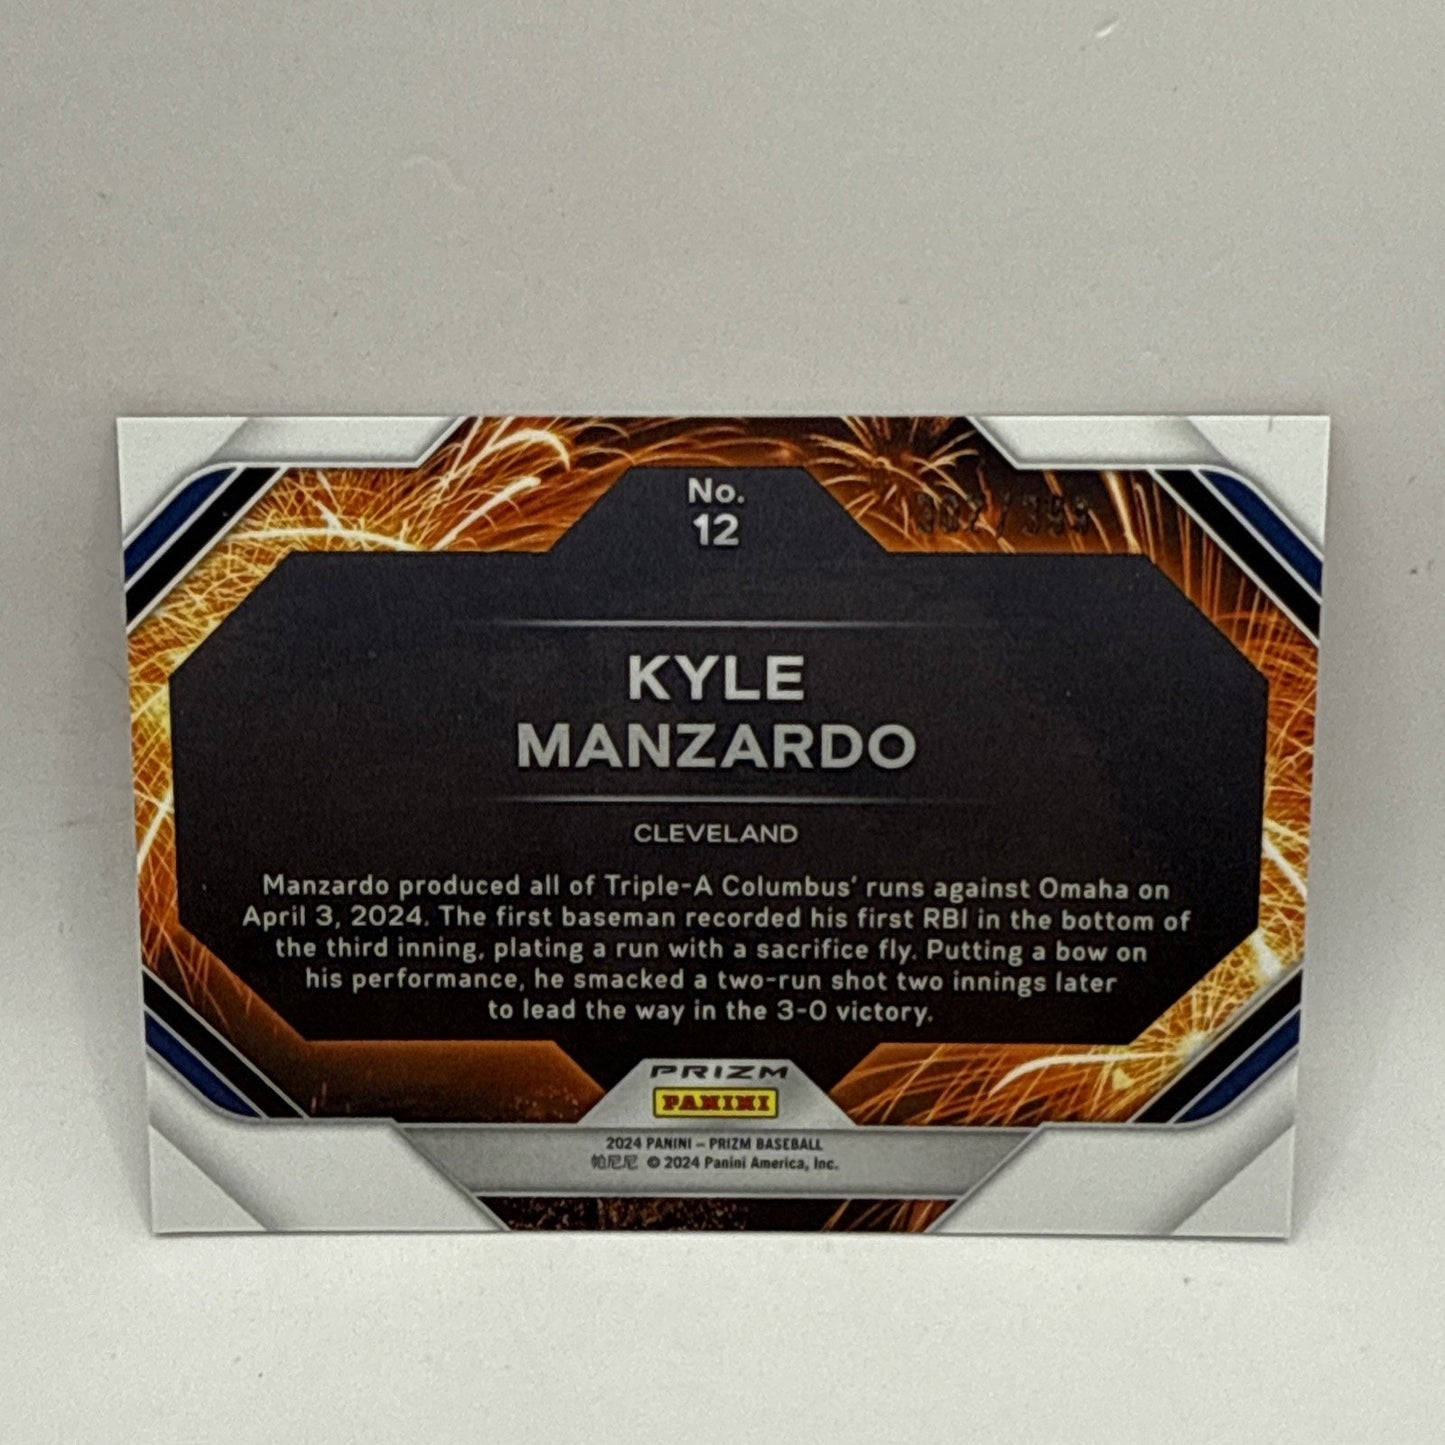 No.
12
KYLE
MANZARDO
CLEVELAND
Manzardo produced all of Triple-A Columbus' runs against Omaha on
April 3, 2024. The first baseman recorded his first RBI in the bottom of
the third inning, plating a run with a sacrifice fly. Putting a bow on
his performance, he smacked a two-run shot two innings later
to lead the way in the 3-0 victory.
PRIZM
PANINI
2024 PANINI – PRIZM BASEBALL
帕尼尼 © 2024 Panini America, Inc.